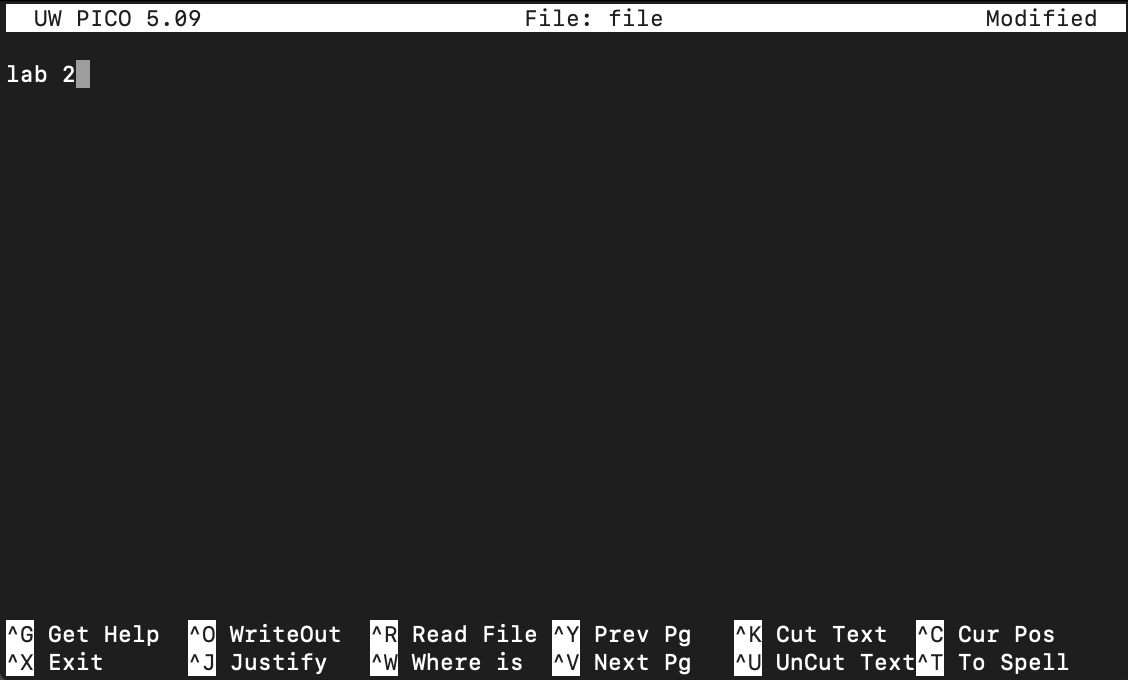 UW PICO 5.09 File: file Modified
lab 2
^G Get Help ^O WriteOut ^R Read File ^Y Prev Pg ^K Cut Text ^C Cur Pos
^X Exit ^J Justify ^W Where is ^V Next Pg ^U UnCut Text ^T To Spell